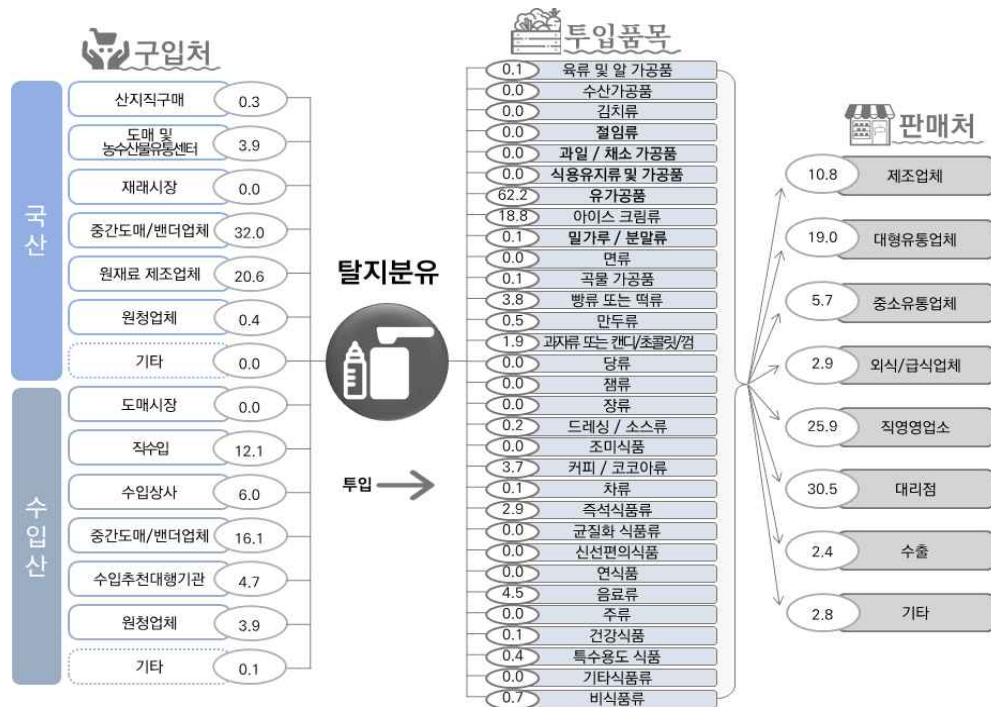 구입처
국산
산지직구매 0.3
도매 및
농수산물유통센터 3.9
재래시장 0.0
중간도매/밴더업체 32.0
원재료 제조업체 20.6
원청업체 0.4
기타 0.0
수입산
도매시장 0.0
직수입 12.1
수입상사 6.0
중간도매/밴더업체 16.1
수입추천대행기관 4.7
원청업체 3.9
기타 0.1
탈지분유
투입
투입품목
0.1 육류 및 알 가공품
0.0 수산가공품
0.0 김치류
0.0 절임류
0.0 과일 / 채소 가공품
0.0 식용유지류 및 가공품
62.2 유가공품
18.8 아이스 크림류
0.1 밀가루 / 분말류
0.0 면류
0.1 곡물 가공품
3.8 빵류 또는 떡류
0.5 만두류
1.9 과자류 또는 캔디/초콜릿/껌
0.0 당류
0.0 잼류
0.0 장류
0.2 드레싱 / 소스류
0.0 조미식품
3.7 커피 / 코코아류
0.1 차류
2.9 즉석식품류
0.0 균질화 식품류
0.0 신선편의식품
0.0 연식품
4.5 음료류
0.0 주류
0.1 건강식품
0.4 특수용도 식품
0.0 기타식품류
0.7 비식품류
판매처
10.8 제조업체
19.0 대형유통업체
5.7 중소유통업체
2.9 외식/급식업체
25.9 직영영업소
30.5 대리점
2.4 수출
2.8 기타